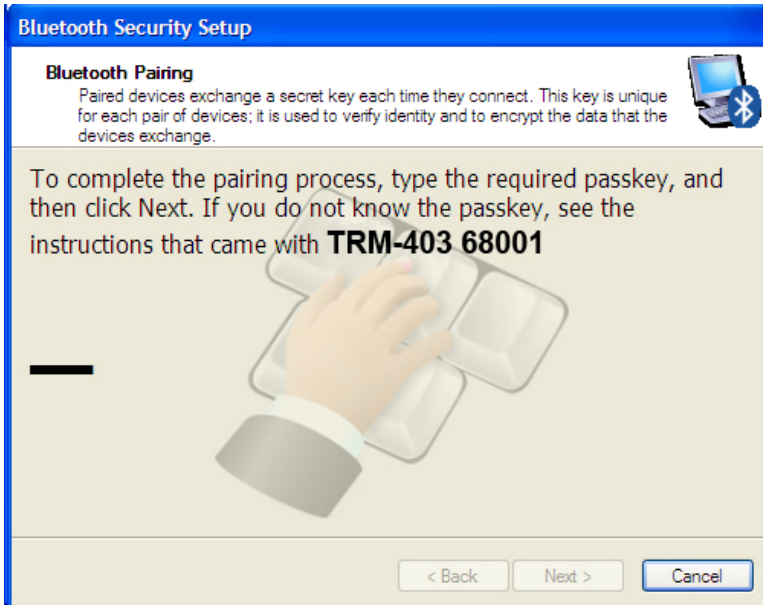 Bluetooth Security Setup
Bluetooth Pairing
Paired devices exchange a secret key each time they connect. This key is unique
for each pair of devices; it is used to verify identity and to encrypt the data that the
devices exchange.
To complete the pairing process, type the required passkey, and
then click Next. If you do not know the passkey, see the
instructions that came with TRM-403 68001
< Back
Next >
Cancel